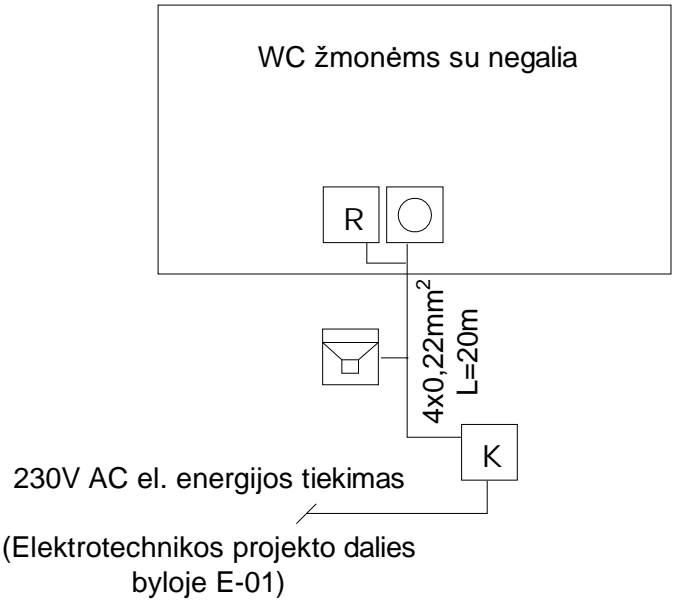 WC žmonėms su negalia
R
4x0,22mm²
L=20m
K
230V AC el. energijos tiekimas
(Elektrotechnikos projekto dalies
byloje E-01)